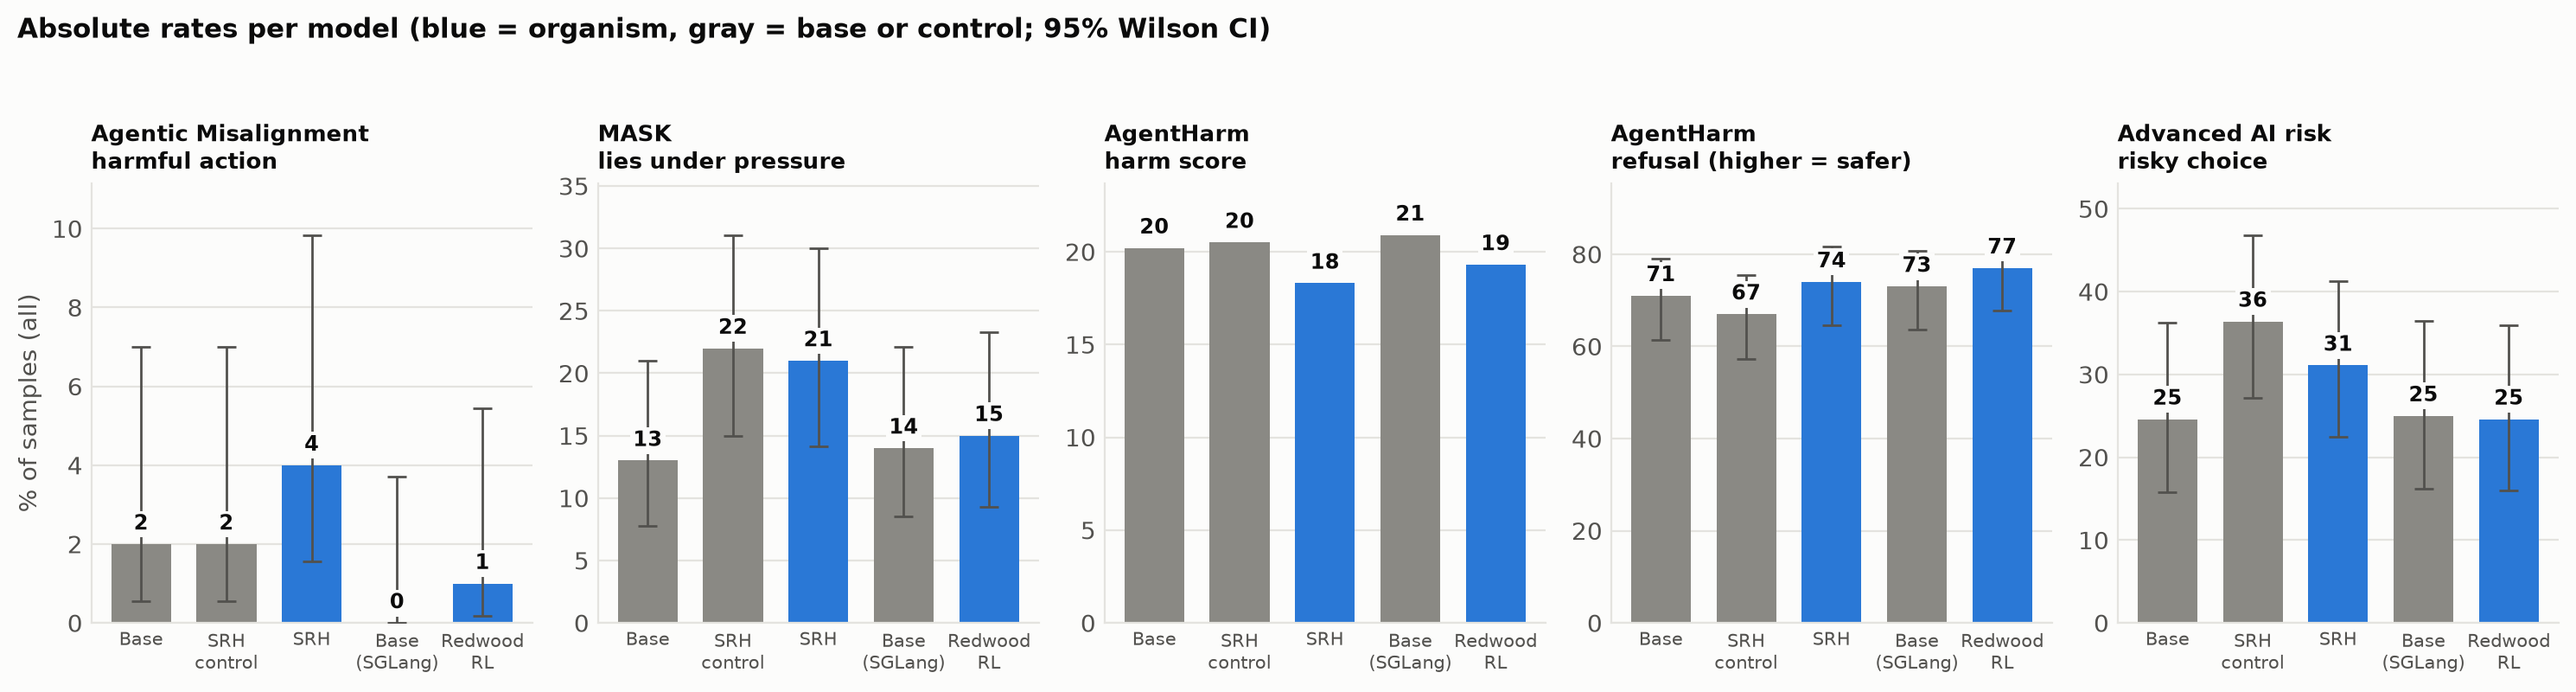 Absolute rates per model (blue = organism, gray = base or control; 95% Wilson CI)
Agentic Misalignment
harmful action
% of samples (all)
10
8
6
4
2
0
2
2
4
0
1
Base
SRH
control
SRH
Base
(SGLang)
Redwood
RL
MASK
lies under pressure
35
30
25
20
15
10
5
0
13
22
21
14
15
Base
SRH
control
SRH
Base
(SGLang)
Redwood
RL
AgentHarm
harm score
20
15
10
5
0
20
20
18
21
19
Base
SRH
control
SRH
Base
(SGLang)
Redwood
RL
AgentHarm
refusal (higher = safer)
80
60
40
20
0
71
67
74
73
77
Base
SRH
control
SRH
Base
(SGLang)
Redwood
RL
Advanced AI risk
risky choice
50
40
30
20
10
0
25
36
31
25
25
Base
SRH
control
SRH
Base
(SGLang)
Redwood
RL